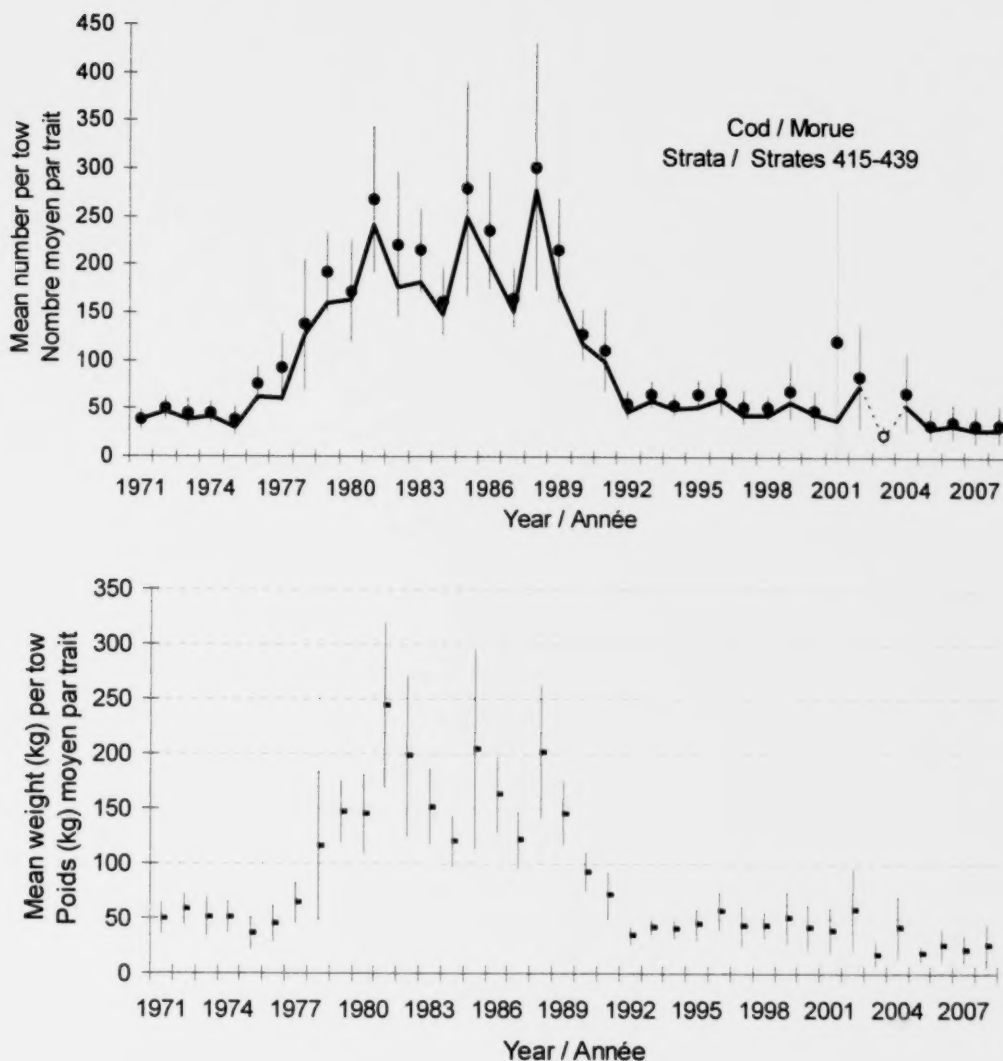 450
400
350
300
250
200
150
100
50
0
Mean number per tow
Nombre moyen par trait
Cod / Morue
Strata / Strates 415-439
1971 1974 1977 1980 1983 1986 1989 1992 1995 1998 2001 2004 2007
Year / Année
350
300
250
200
150
100
50
0
Mean weight (kg) per tow
Poids (kg) moyen par trait
1971 1974 1977 1980 1983 1986 1989 1992 1995 1998 2001 2004 2007
Year / Année